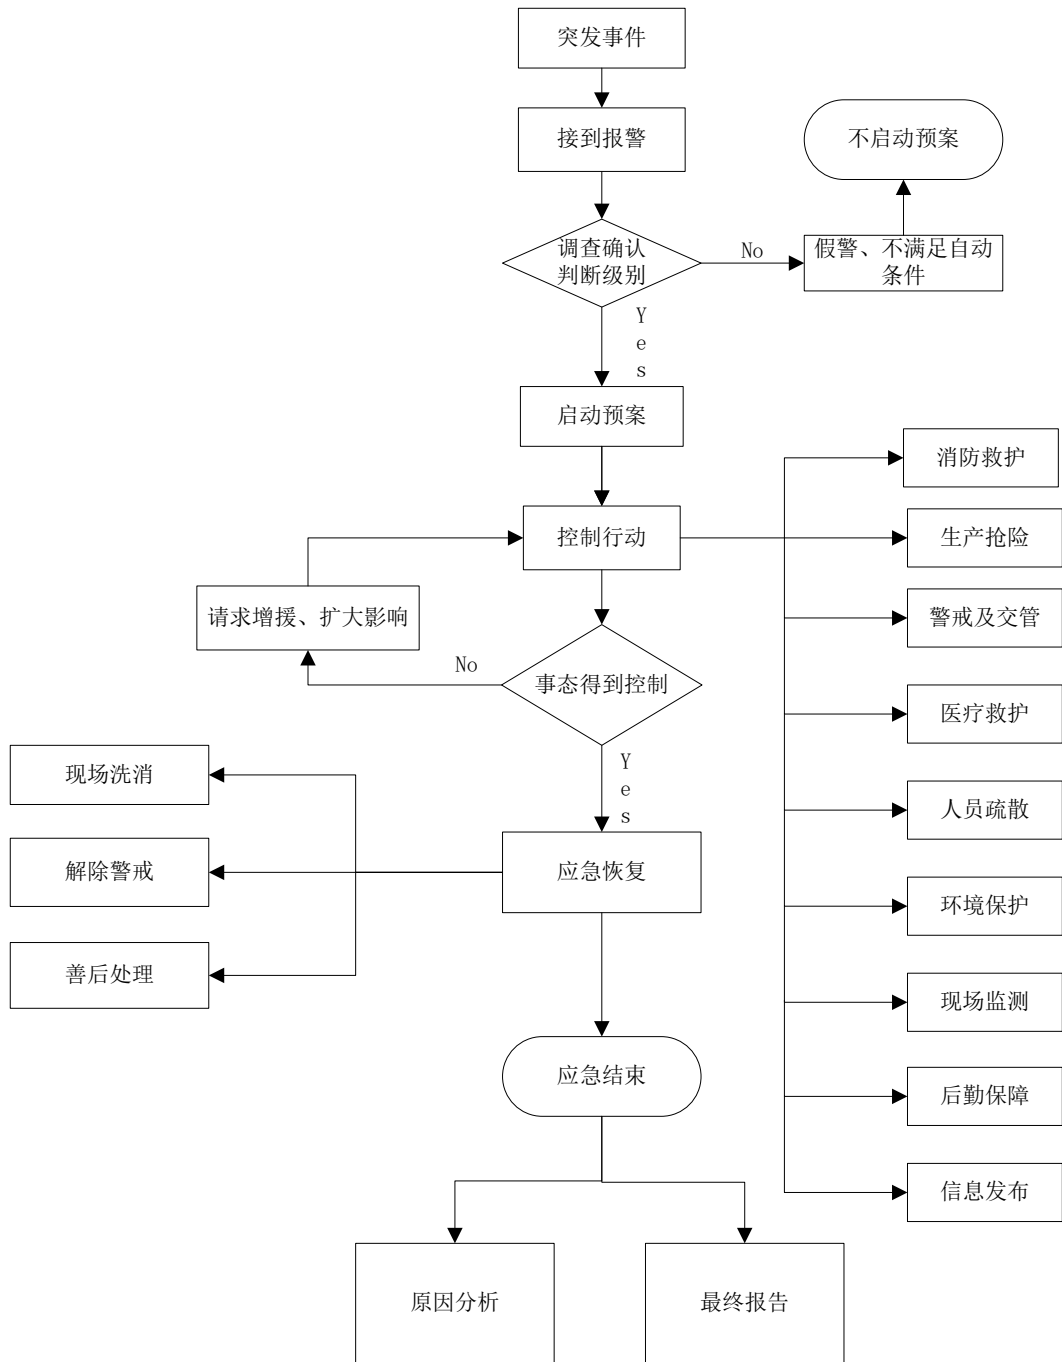 突发事件
接到报警
不启动预案
调查确认
判断级别
No
假警、不满足自动
条件
Yes
启动预案
消防救护
控制行动
生产抢险
请求增援、扩大影响
警戒及交管
No
事态得到控制
医疗救护
Yes
现场洗消
人员疏散
解除警戒
应急恢复
环境保护
善后处理
现场监测
应急结束
后勤保障
信息发布
原因分析
最终报告